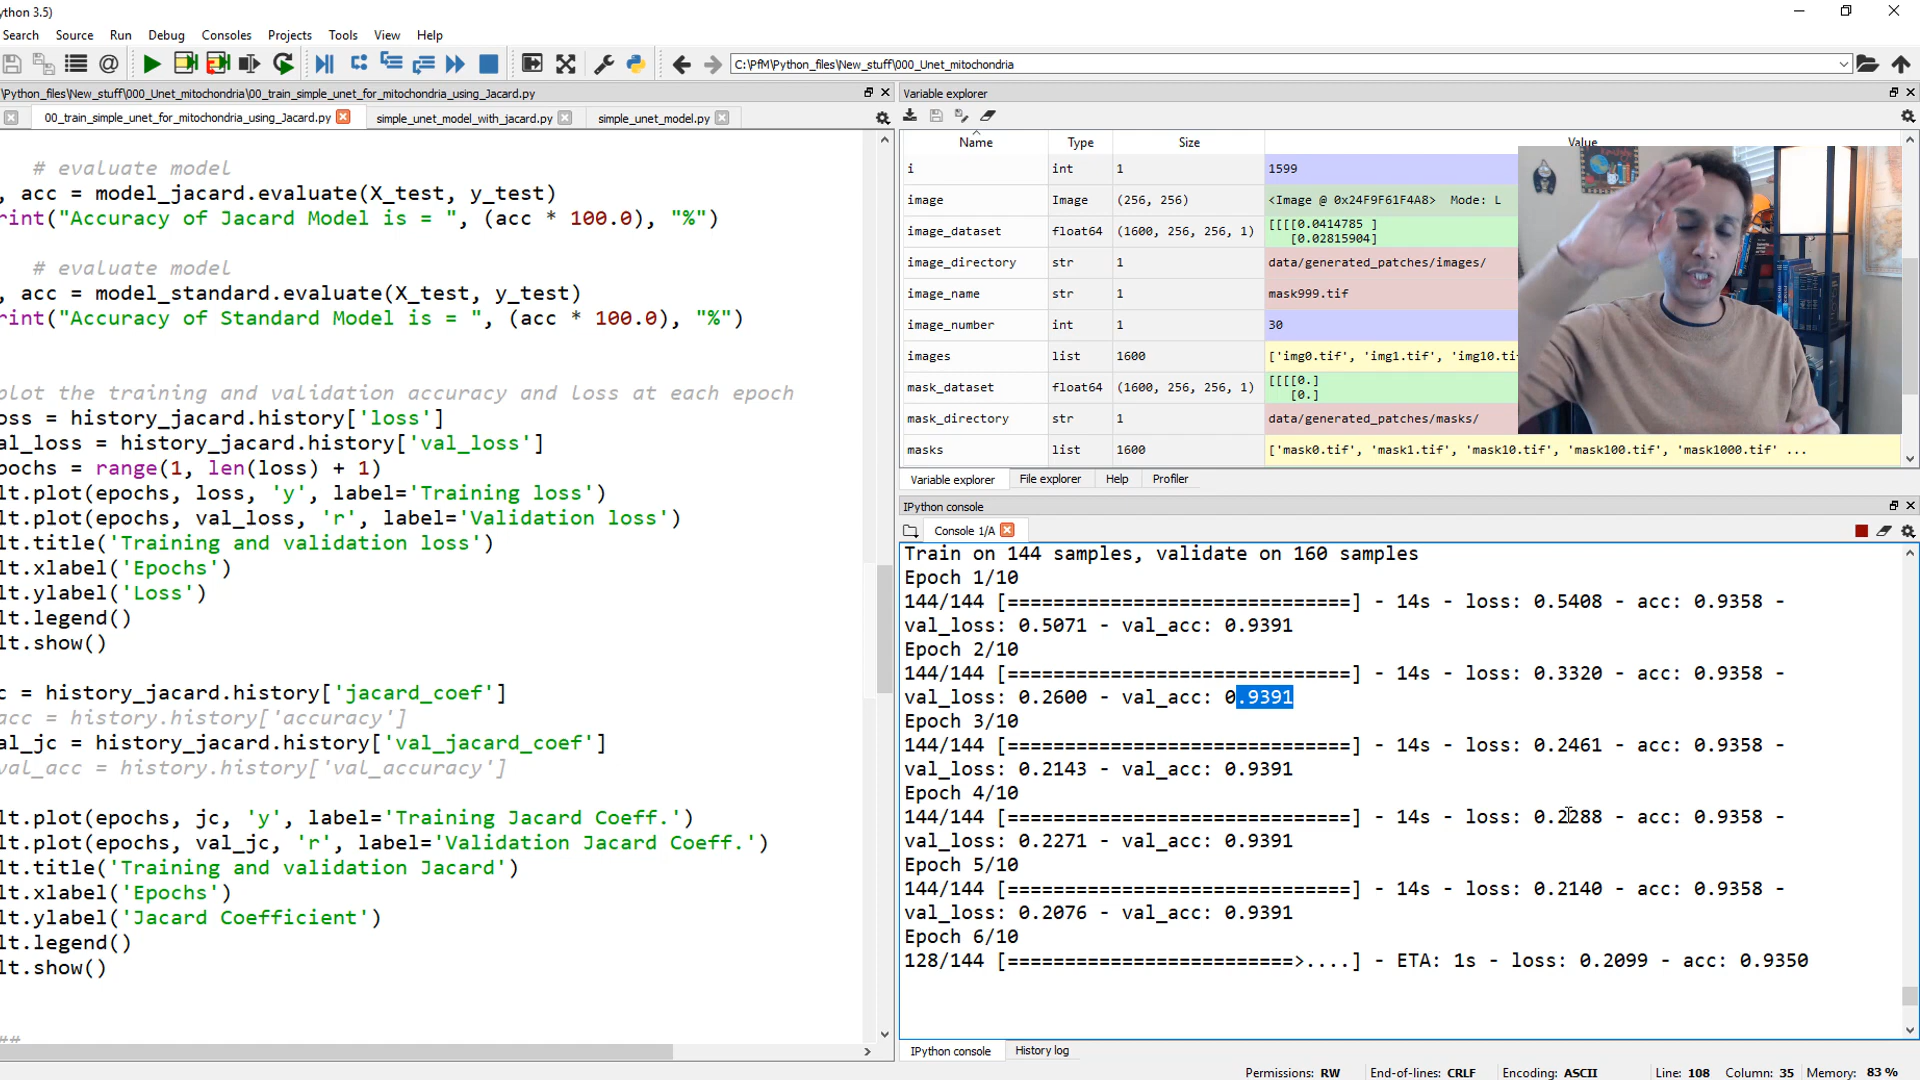 ython 3.5)
Search Source Run Debug Consoles Projects Tools View Help
C:\PfM\Python_files\New_stuff\000_Unet_mitochondria
\Python_files\New_stuff\000_Unet_mitochondria\00_train_simple_unet_for_mitochondria_using_Jacard.py
00_train_simple_unet_for_mitochondria_using_Jacard.py simple_unet_model_with_jacard.py simple_unet_model.py
# evaluate model
, acc = model_jacard.evaluate(X_test, y_test)
rint("Accuracy of Jacard Model is = ", (acc * 100.0), "%")
# evaluate model
, acc = model_standard.evaluate(X_test, y_test)
rint("Accuracy of Standard Model is = ", (acc * 100.0), "%")
plot the training and validation accuracy and loss at each epoch
oss = history_jacard.history['loss']
al_loss = history_jacard.history['val_loss']
pochs = range(1, len(loss) + 1)
lt.plot(epochs, loss, 'y', label='Training loss')
lt.plot(epochs, val_loss, 'r', label='Validation loss')
lt.title('Training and validation loss')
lt.xlabel('Epochs')
lt.ylabel('Loss')
lt.legend()
lt.show()
c = history_jacard.history['jacard_coef']
acc = history.history['accuracy']
al_jc = history_jacard.history['val_jacard_coef']
val_acc = history.history['val_accuracy']
lt.plot(epochs, jc, 'y', label='Training Jacard Coeff.')
lt.plot(epochs, val_jc, 'r', label='Validation Jacard Coeff.')
lt.title('Training and validation Jacard')
lt.xlabel('Epochs')
lt.ylabel('Jacard Coefficient')
lt.legend()
lt.show()
##
Variable explorer
Name Type Size Value
i int 1 1599
image Image (256, 256) <Image @ 0x24F9F61F4A8> Mode: L
image_dataset float64 (1600, 256, 256, 1) [[[[0.0414785 ]
[0.02815904]
image_directory str 1 data/generated_patches/images/
image_name str 1 mask999.tif
image_number int 1 30
images list 1600 ['img0.tif', 'img1.tif', 'img10.ti
mask_dataset float64 (1600, 256, 256, 1) [[[[0.]
[0.]
mask_directory str 1 data/generated_patches/masks/
masks list 1600 ['mask0.tif', 'mask1.tif', 'mask10.tif', 'mask100.tif', 'mask1000.tif' ...
Variable explorer File explorer Help Profiler
IPython console
Console 1/A
Train on 144 samples, validate on 160 samples
Epoch 1/10
144/144 [==============================] - 14s - loss: 0.5408 - acc: 0.9358 -
val_loss: 0.5071 - val_acc: 0.9391
Epoch 2/10
144/144 [==============================] - 14s - loss: 0.3320 - acc: 0.9358 -
val_loss: 0.2600 - val_acc: 0.9391
Epoch 3/10
144/144 [==============================] - 14s - loss: 0.2461 - acc: 0.9358 -
val_loss: 0.2143 - val_acc: 0.9391
Epoch 4/10
144/144 [==============================] - 14s - loss: 0.2288 - acc: 0.9358 -
val_loss: 0.2271 - val_acc: 0.9391
Epoch 5/10
144/144 [==============================] - 14s - loss: 0.2140 - acc: 0.9358 -
val_loss: 0.2076 - val_acc: 0.9391
Epoch 6/10
128/144 [=========================>....] - ETA: 1s - loss: 0.2099 - acc: 0.9350
IPython console History log
Permissions: RW End-of-lines: CRLF Encoding: ASCII Line: 108 Column: 35 Memory: 83 %